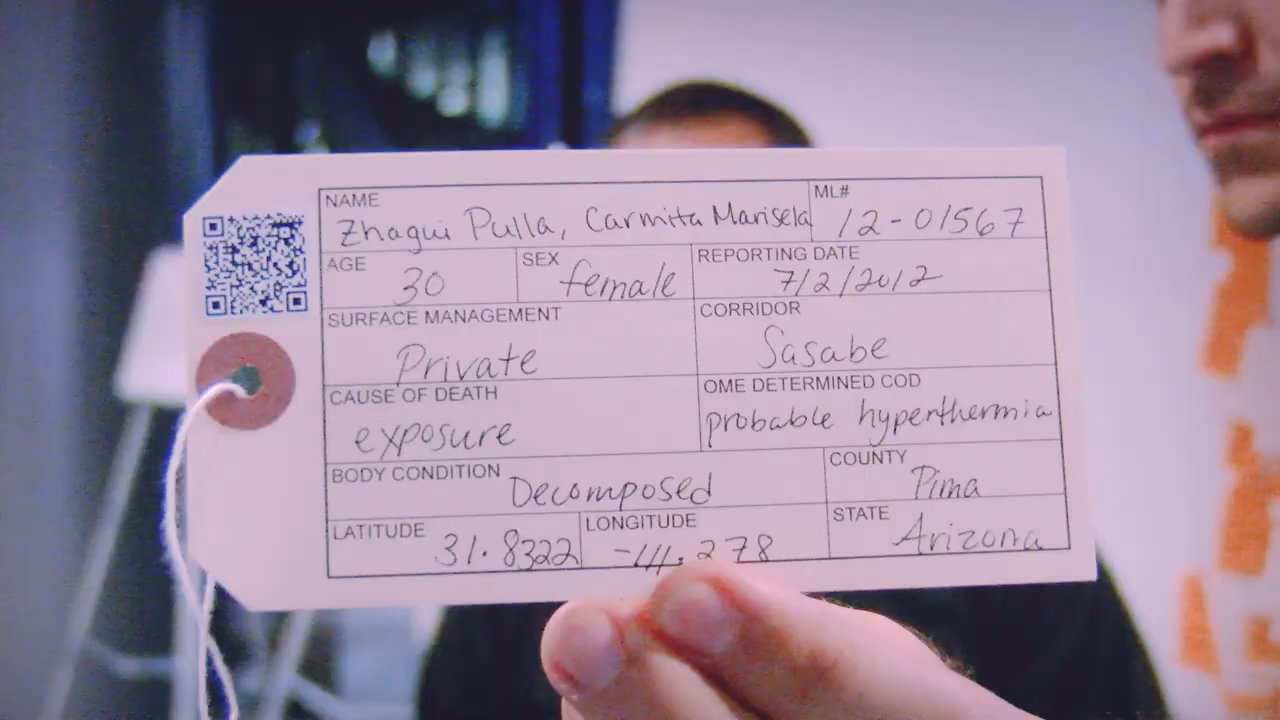 NAME ML#
Zhagui Pulla, Carmita Marisela 12-01567
AGE SEX REPORTING DATE
30 female 7/2/2012
SURFACE MANAGEMENT CORRIDOR
Private Sasabe
CAUSE OF DEATH OME DETERMINED COD
exposure probable hyperthermia
BODY CONDITION COUNTY
Decomposed Pima
LATITUDE LONGITUDE STATE
31.8322 -111.278 Arizona